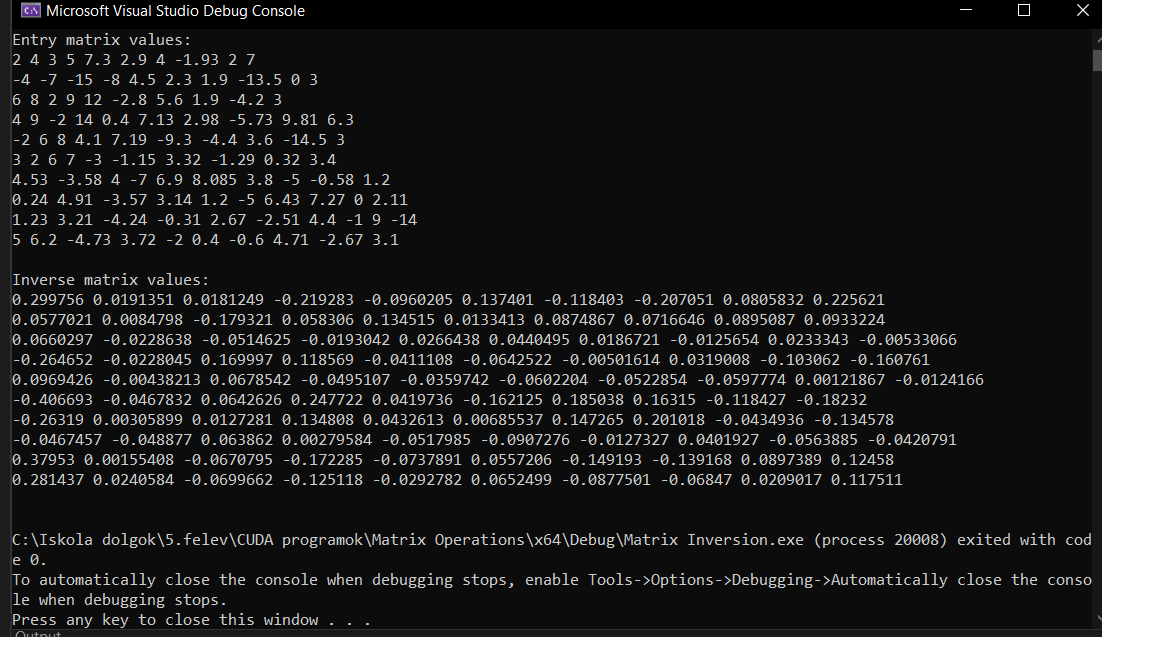 Microsoft Visual Studio Debug Console
Entry matrix values:
2 4 3 5 7.3 2.9 4 -1.93 2 7
-4 -7 -15 -8 4.5 2.3 1.9 -13.5 0 3
6 8 2 9 12 -2.8 5.6 1.9 -4.2 3
4 9 -2 14 0.4 7.13 2.98 -5.73 9.81 6.3
-2 6 8 4.1 7.19 -9.3 -4.4 3.6 -14.5 3
3 2 6 7 -3 -1.15 3.32 -1.29 0.32 3.4
4.53 -3.58 4 -7 6.9 8.085 3.8 -5 -0.58 1.2
0.24 4.91 -3.57 3.14 1.2 -5 6.43 7.27 0 2.11
1.23 3.21 -4.24 -0.31 2.67 -2.51 4.4 -1 9 -14
5 6.2 -4.73 3.72 -2 0.4 -0.6 4.71 -2.67 3.1
Inverse matrix values:
0.299756 0.0191351 0.0181249 -0.219283 -0.0960205 0.137401 -0.118403 -0.207051 0.0805832 0.225621
0.0577021 0.0084798 -0.179321 0.058306 0.134515 0.0133413 0.0874867 0.0716646 0.0895087 0.0933224
0.0660297 -0.0228638 -0.0514625 -0.0193042 0.0266438 0.0440495 0.0186721 -0.0125654 0.0233343 -0.00533066
-0.264652 -0.0228045 0.169997 0.118569 -0.0411108 -0.0642522 -0.00501614 0.0319008 -0.103062 -0.160761
0.0969426 -0.00438213 0.0678542 -0.0495107 -0.0359742 -0.0602204 -0.0522854 -0.0597774 0.00121867 -0.0124166
-0.406693 -0.0467832 0.0642626 0.247722 0.0419736 -0.162125 0.185038 0.16315 -0.118427 -0.18232
-0.26319 0.00305899 0.0127281 0.134808 0.0432613 0.00685537 0.147265 0.201018 -0.0434936 -0.134578
-0.0467457 -0.048877 0.063862 0.00279584 -0.0517985 -0.0907276 -0.0127327 0.0401927 -0.0563885 -0.0420791
0.37953 0.00155408 -0.0670795 -0.172285 -0.0737891 0.0557206 -0.149193 -0.139168 0.0897389 0.12458
0.281437 0.0240584 -0.0699662 -0.125118 -0.0292782 0.0652499 -0.0877501 -0.06847 0.0209017 0.117511
C:\Iskola dolgok\5.felev\CUDA programok\Matrix Operations\x64\Debug\Matrix Inversion.exe (process 20008) exited with cod
e 0.
To automatically close the console when debugging stops, enable Tools->Options->Debugging->Automatically close the conso
le when debugging stops.
Press any key to close this window . . .
Output